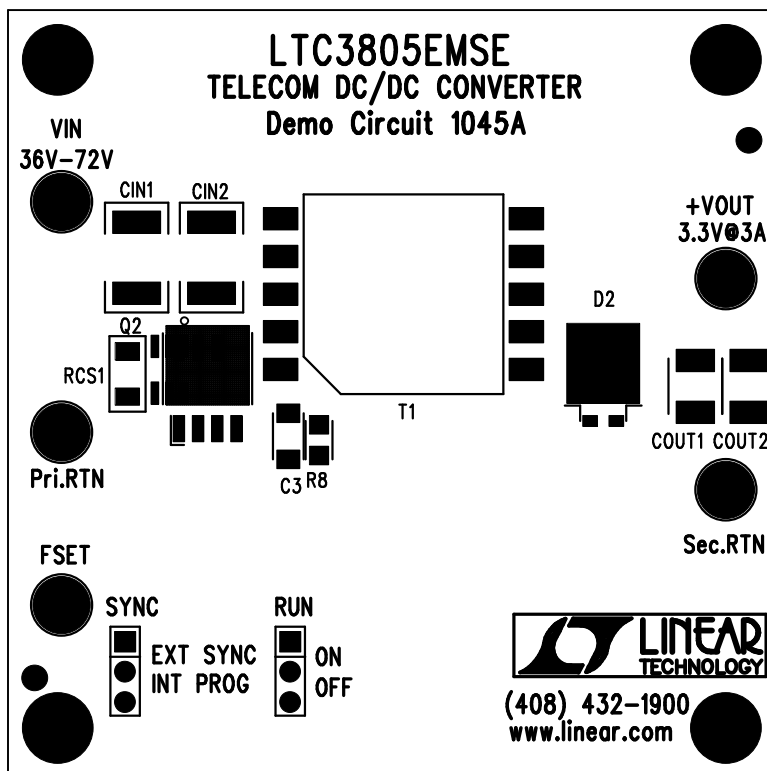 LTC3805EMSE
TELECOM DC/DC CONVERTER
Demo Circuit 1045A
VIN
36V-72V
CIN1
CIN2
+VOUT
3.3V@3A
D2
Q2
RCS1
T1
COUT1
COUT2
Pri.RTN
C3
R8
Sec.RTN
FSET
SYNC
RUN
EXT SYNC
INT PROG
ON
OFF
LINEAR
TECHNOLOGY
(408) 432-1900
www.linear.com